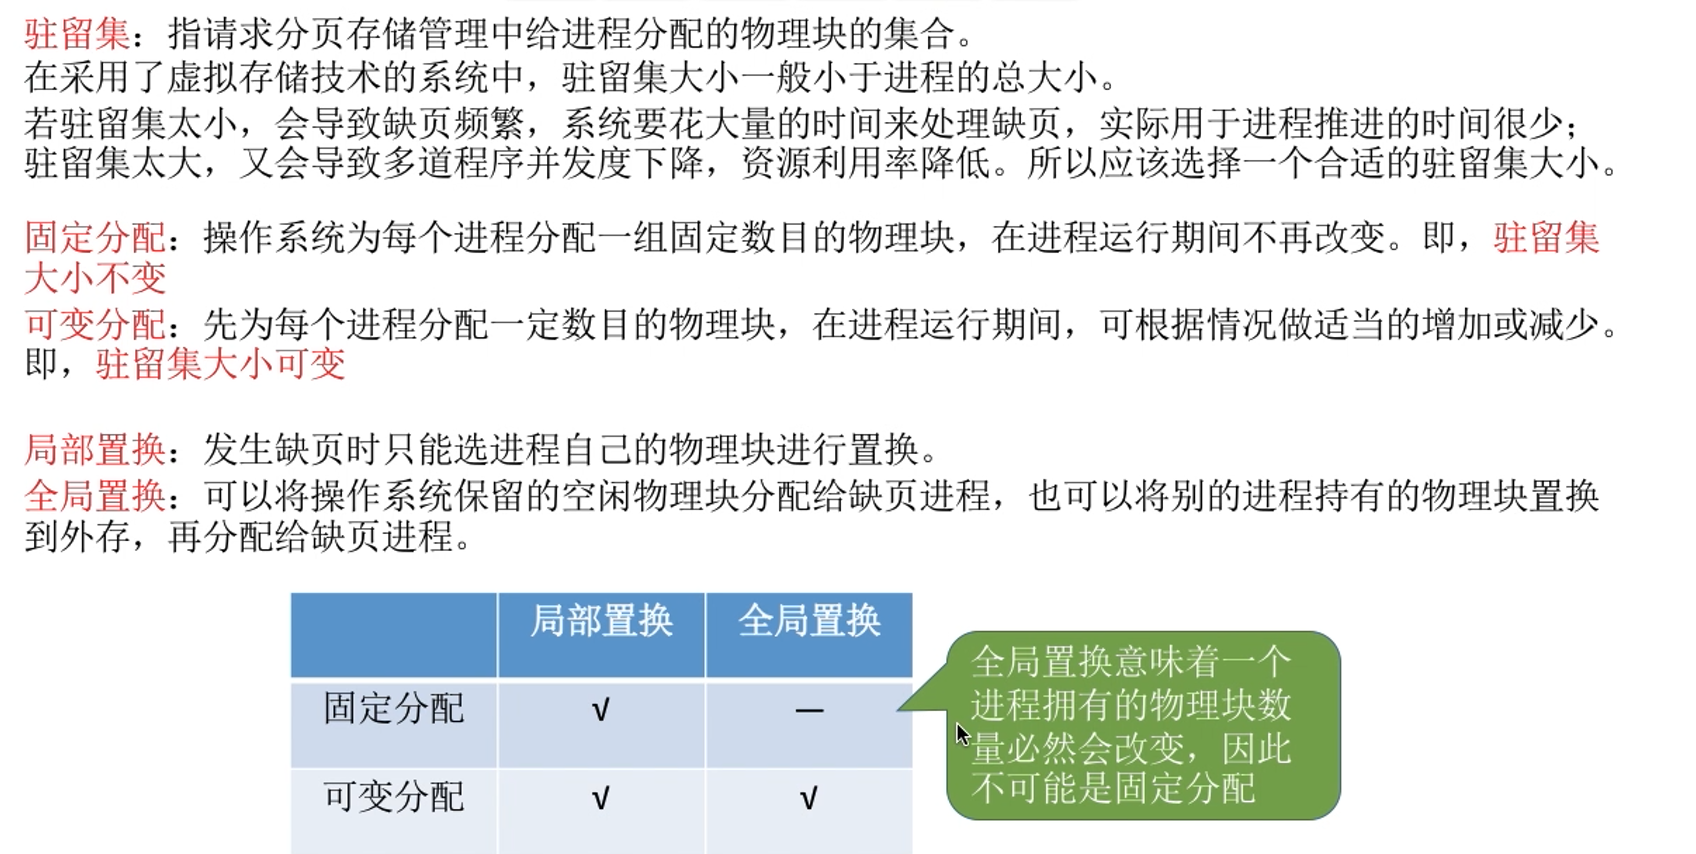 驻留集：指请求分页存储管理中给进程分配的物理块的集合。
在采用了虚拟存储技术的系统中，驻留集大小一般小于进程的总大小。
若驻留集太小，会导致缺页频繁，系统要花大量的时间来处理缺页，实际用于进程推进的时间很少；
驻留集太大，又会导致多道程序并发度下降，资源利用率降低。所以应该选择一个合适的驻留集大小。
固定分配：操作系统为每个进程分配一组固定数目的物理块，在进程运行期间不再改变。即，驻留集
大小不变
可变分配：先为每个进程分配一定数目的物理块，在进程运行期间，可根据情况做适当的增加或减少。
即，驻留集大小可变
局部置换：发生缺页时只能选进程自己的物理块进行置换。
全局置换：可以将操作系统保留的空闲物理块分配给缺页进程，也可以将别的进程持有的物理块置换
到外存，再分配给缺页进程。
局部置换 全局置换
固定分配 √ —
可变分配 √ √
全局置换意味着一个
进程拥有的物理块数
量必然会改变，因此
不可能是固定分配